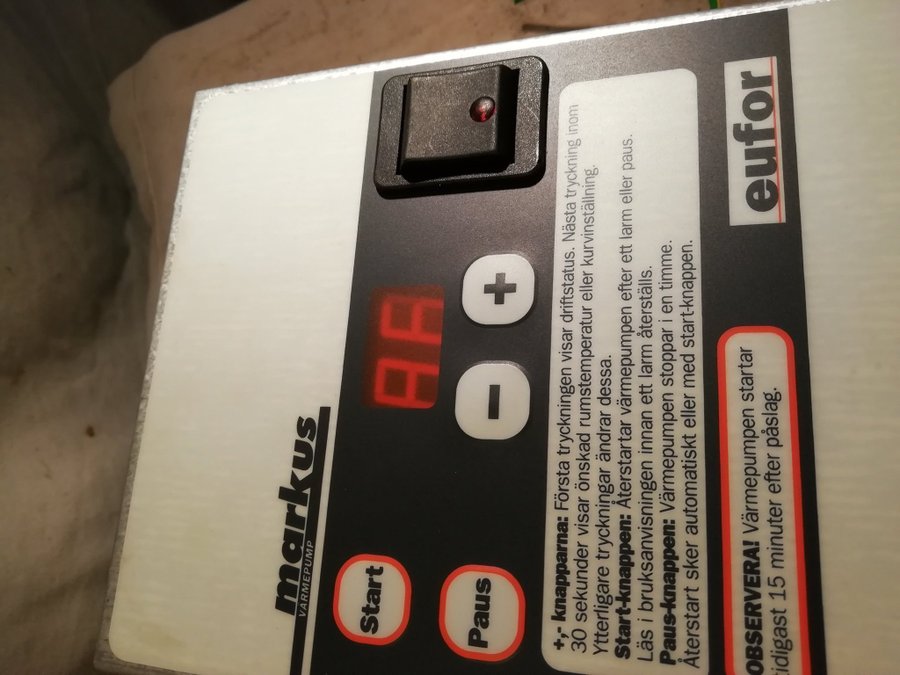 markus
VÄRMEPUMP
Start
Paus
- +
+,- knapparna: Första tryckningen visar driftstatus. Nästa tryckning inom
30 sekunder visar önskad rumstemperatur eller kurvinställning.
Ytterligare tryckningar ändrar dessa.
Start-knappen: Återstartar värmepumpen efter ett larm eller paus.
Läs i bruksanvisningen innan ett larm återställs.
Paus-knappen: Värmepumpen stoppar i en timme.
Återstart sker automatiskt eller med start-knappen.
OBSERVERA! Värmepumpen startar
tidigast 15 minuter efter påslag.
eufor